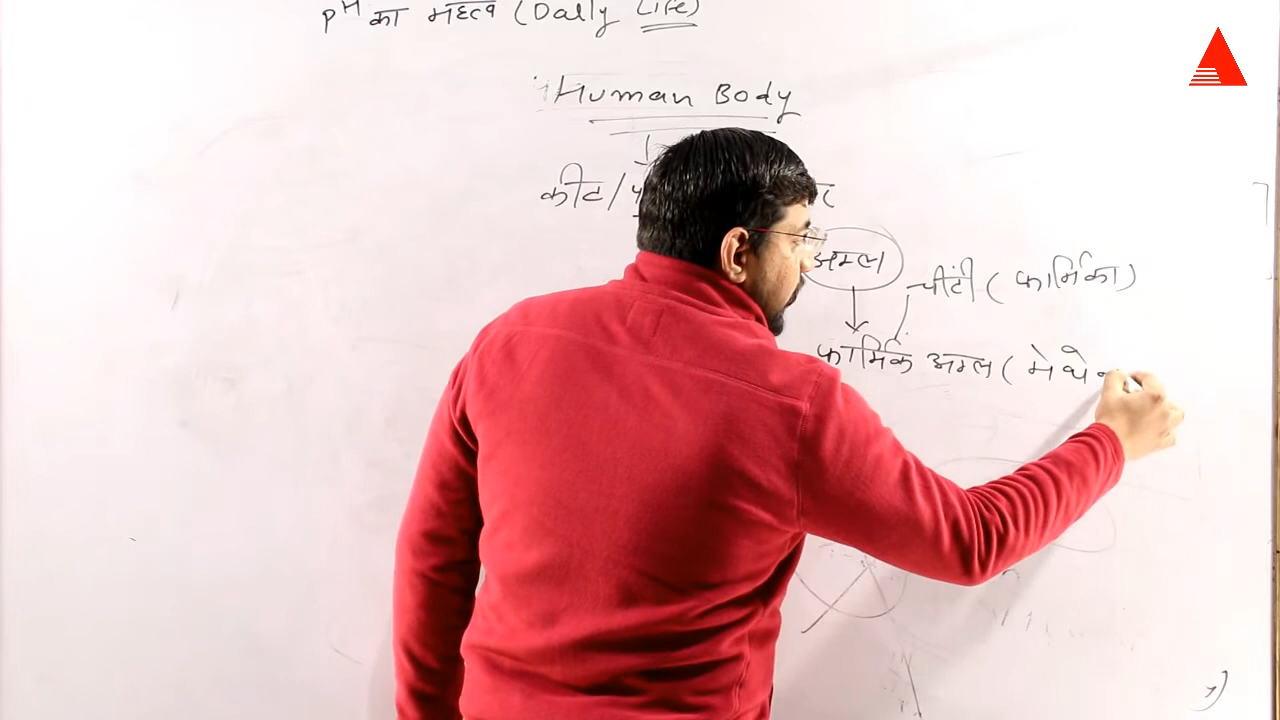 pH का महत्व (Daily Life)
Human Body
कीट/
अम्ल
चींटी ( फार्मिका )
फार्मिक अम्ल ( मेथे